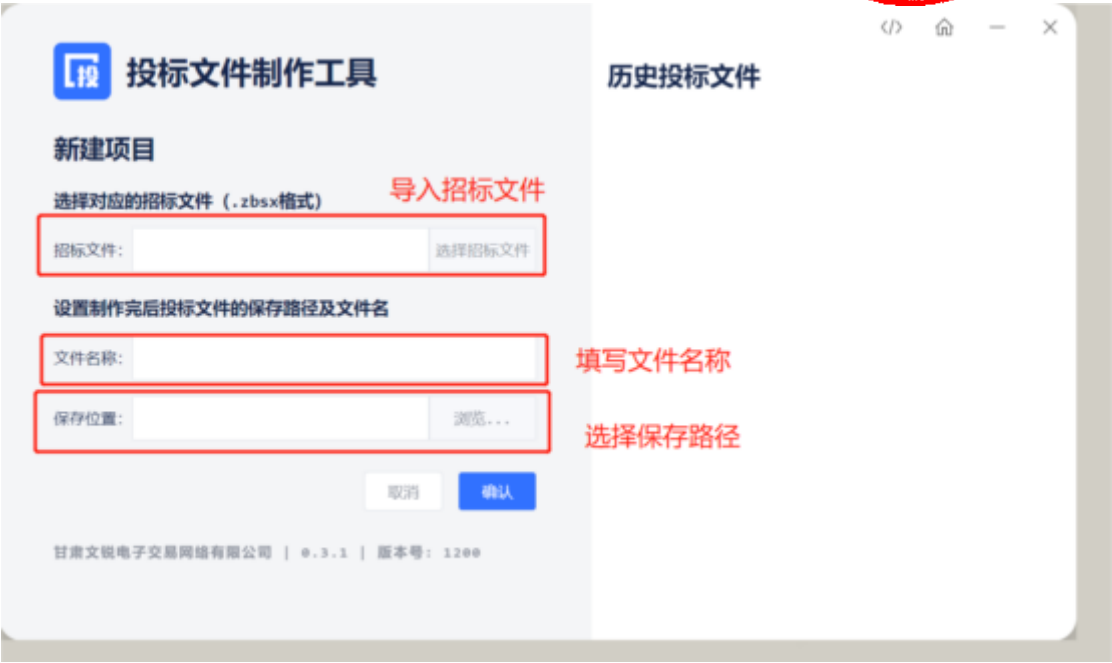 投
投标文件制作工具
历史投标文件
新建项目
选择对应的招标文件（.zbsx格式）
导入招标文件
招标文件：
选择招标文件
设置制作完后投标文件的保存路径及文件名
文件名称：
填写文件名称
保存位置：
浏览...
选择保存路径
取消
确认
甘肃文锐电子交易网络有限公司 | 0.3.1 | 版本号：1200